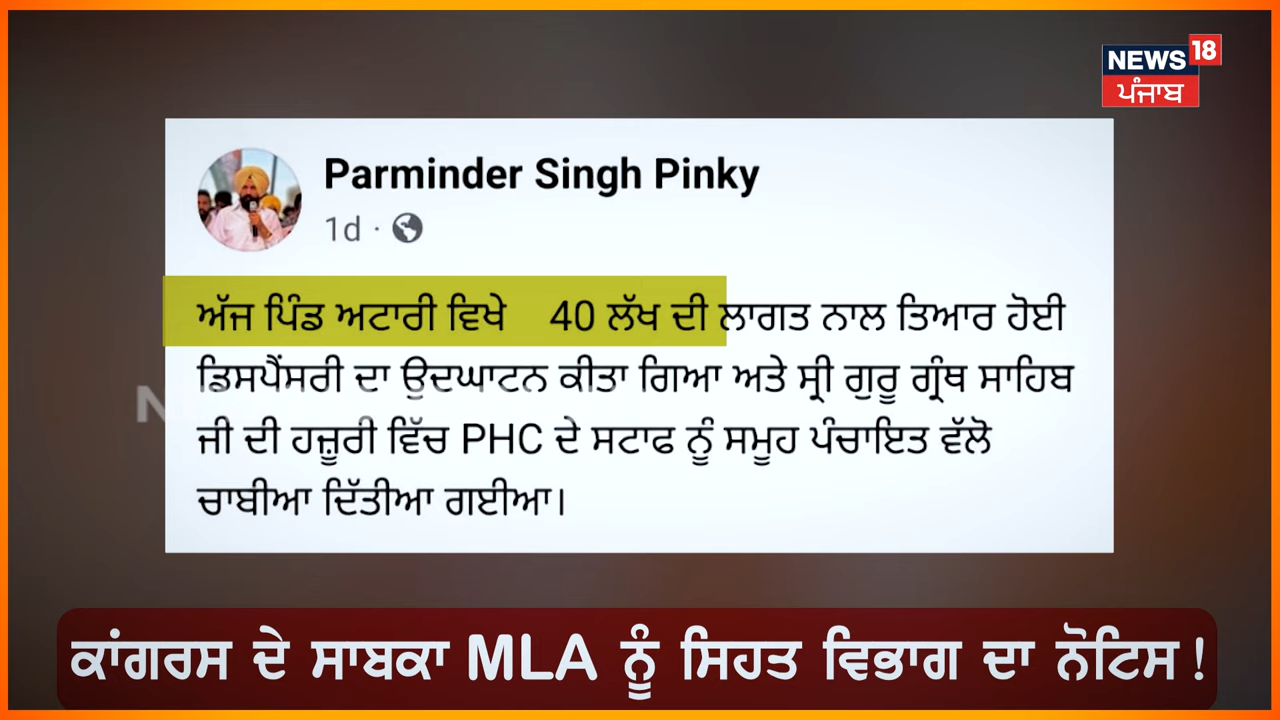 NEWS 18
ਪੰਜਾਬ
Parminder Singh Pinky
1d ·
ਅੱਜ ਪਿੰਡ ਅਟਾਰੀ ਵਿਖੇ 40 ਲੱਖ ਦੀ ਲਾਗਤ ਨਾਲ ਤਿਆਰ ਹੋਈ
ਡਿਸਪੈਂਸਰੀ ਦਾ ਉਦਘਾਟਨ ਕੀਤਾ ਗਿਆ ਅਤੇ ਸ੍ਰੀ ਗੁਰੂ ਗ੍ਰੰਥ ਸਾਹਿਬ
ਜੀ ਦੀ ਹਜ਼ੂਰੀ ਵਿੱਚ PHC ਦੇ ਸਟਾਫ ਨੂੰ ਸਮੂਹ ਪੰਚਾਇਤ ਵੱਲੋ
ਚਾਬੀਆ ਦਿੱਤੀਆ ਗਈਆ।
ਕਾਂਗਰਸ ਦੇ ਸਾਬਕਾ MLA ਨੂੰ ਸਿਹਤ ਵਿਭਾਗ ਦਾ ਨੋਟਿਸ!